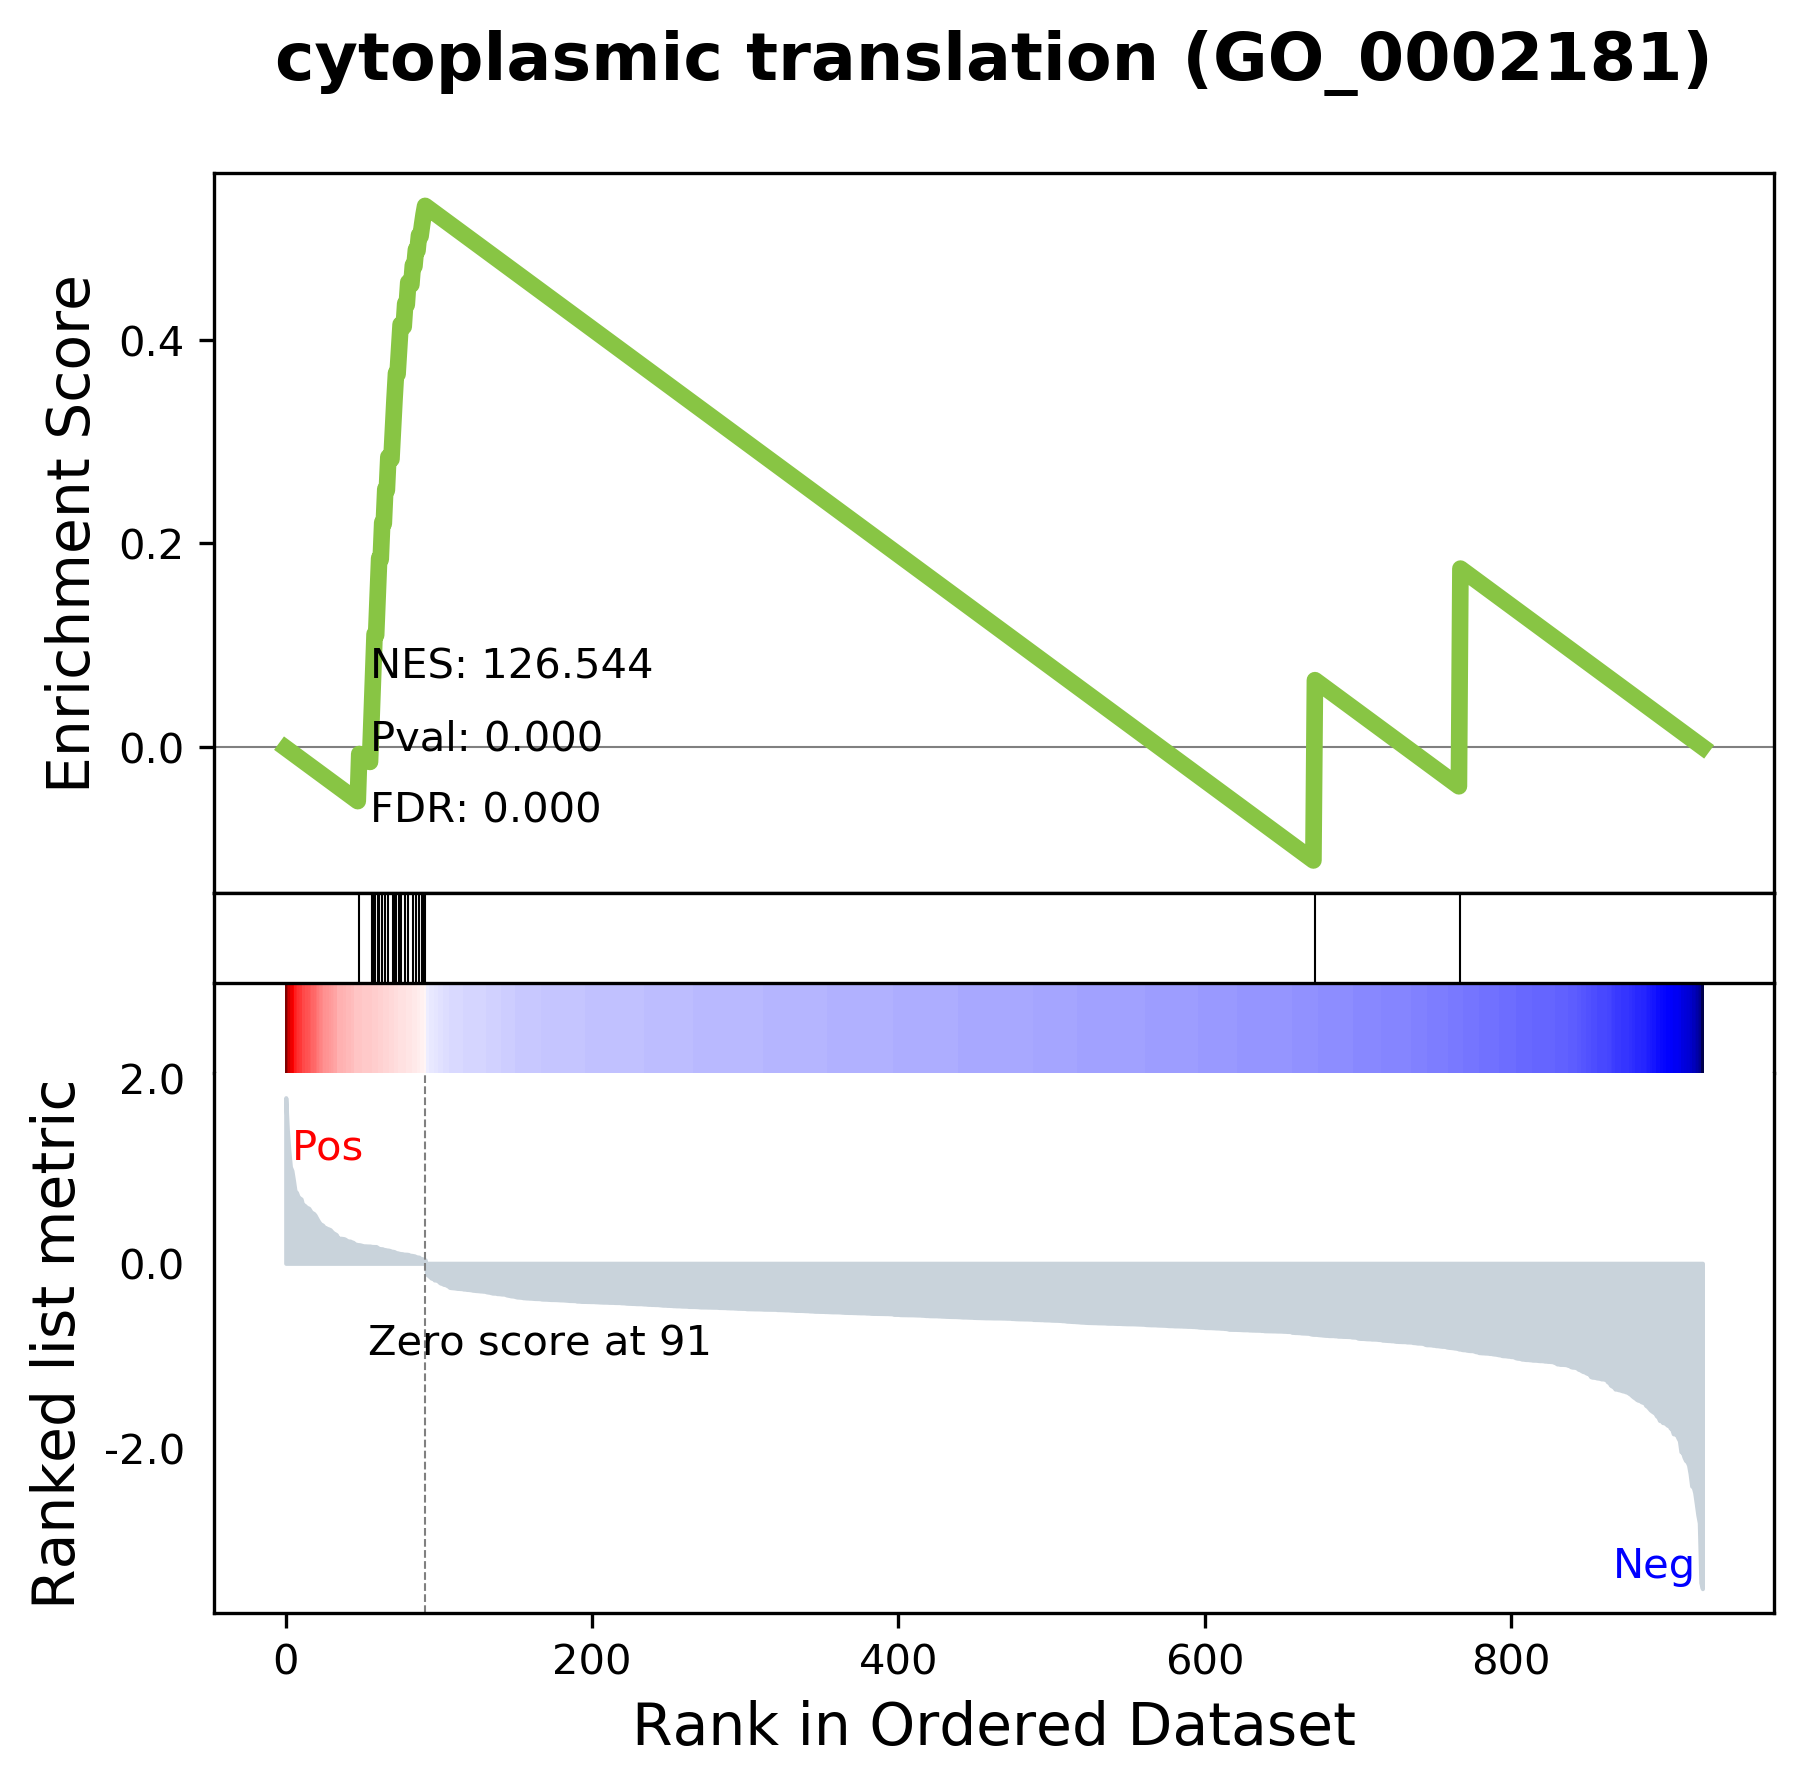 cytoplasmic translation (GO_0002181)
Enrichment Score
0.4
0.2
0.0
NES: 126.544
Pval: 0.000
FDR: 0.000
Ranked list metric
2.0
0.0
-2.0
Pos
Zero score at 91
Neg
0 200 400 600 800
Rank in Ordered Dataset